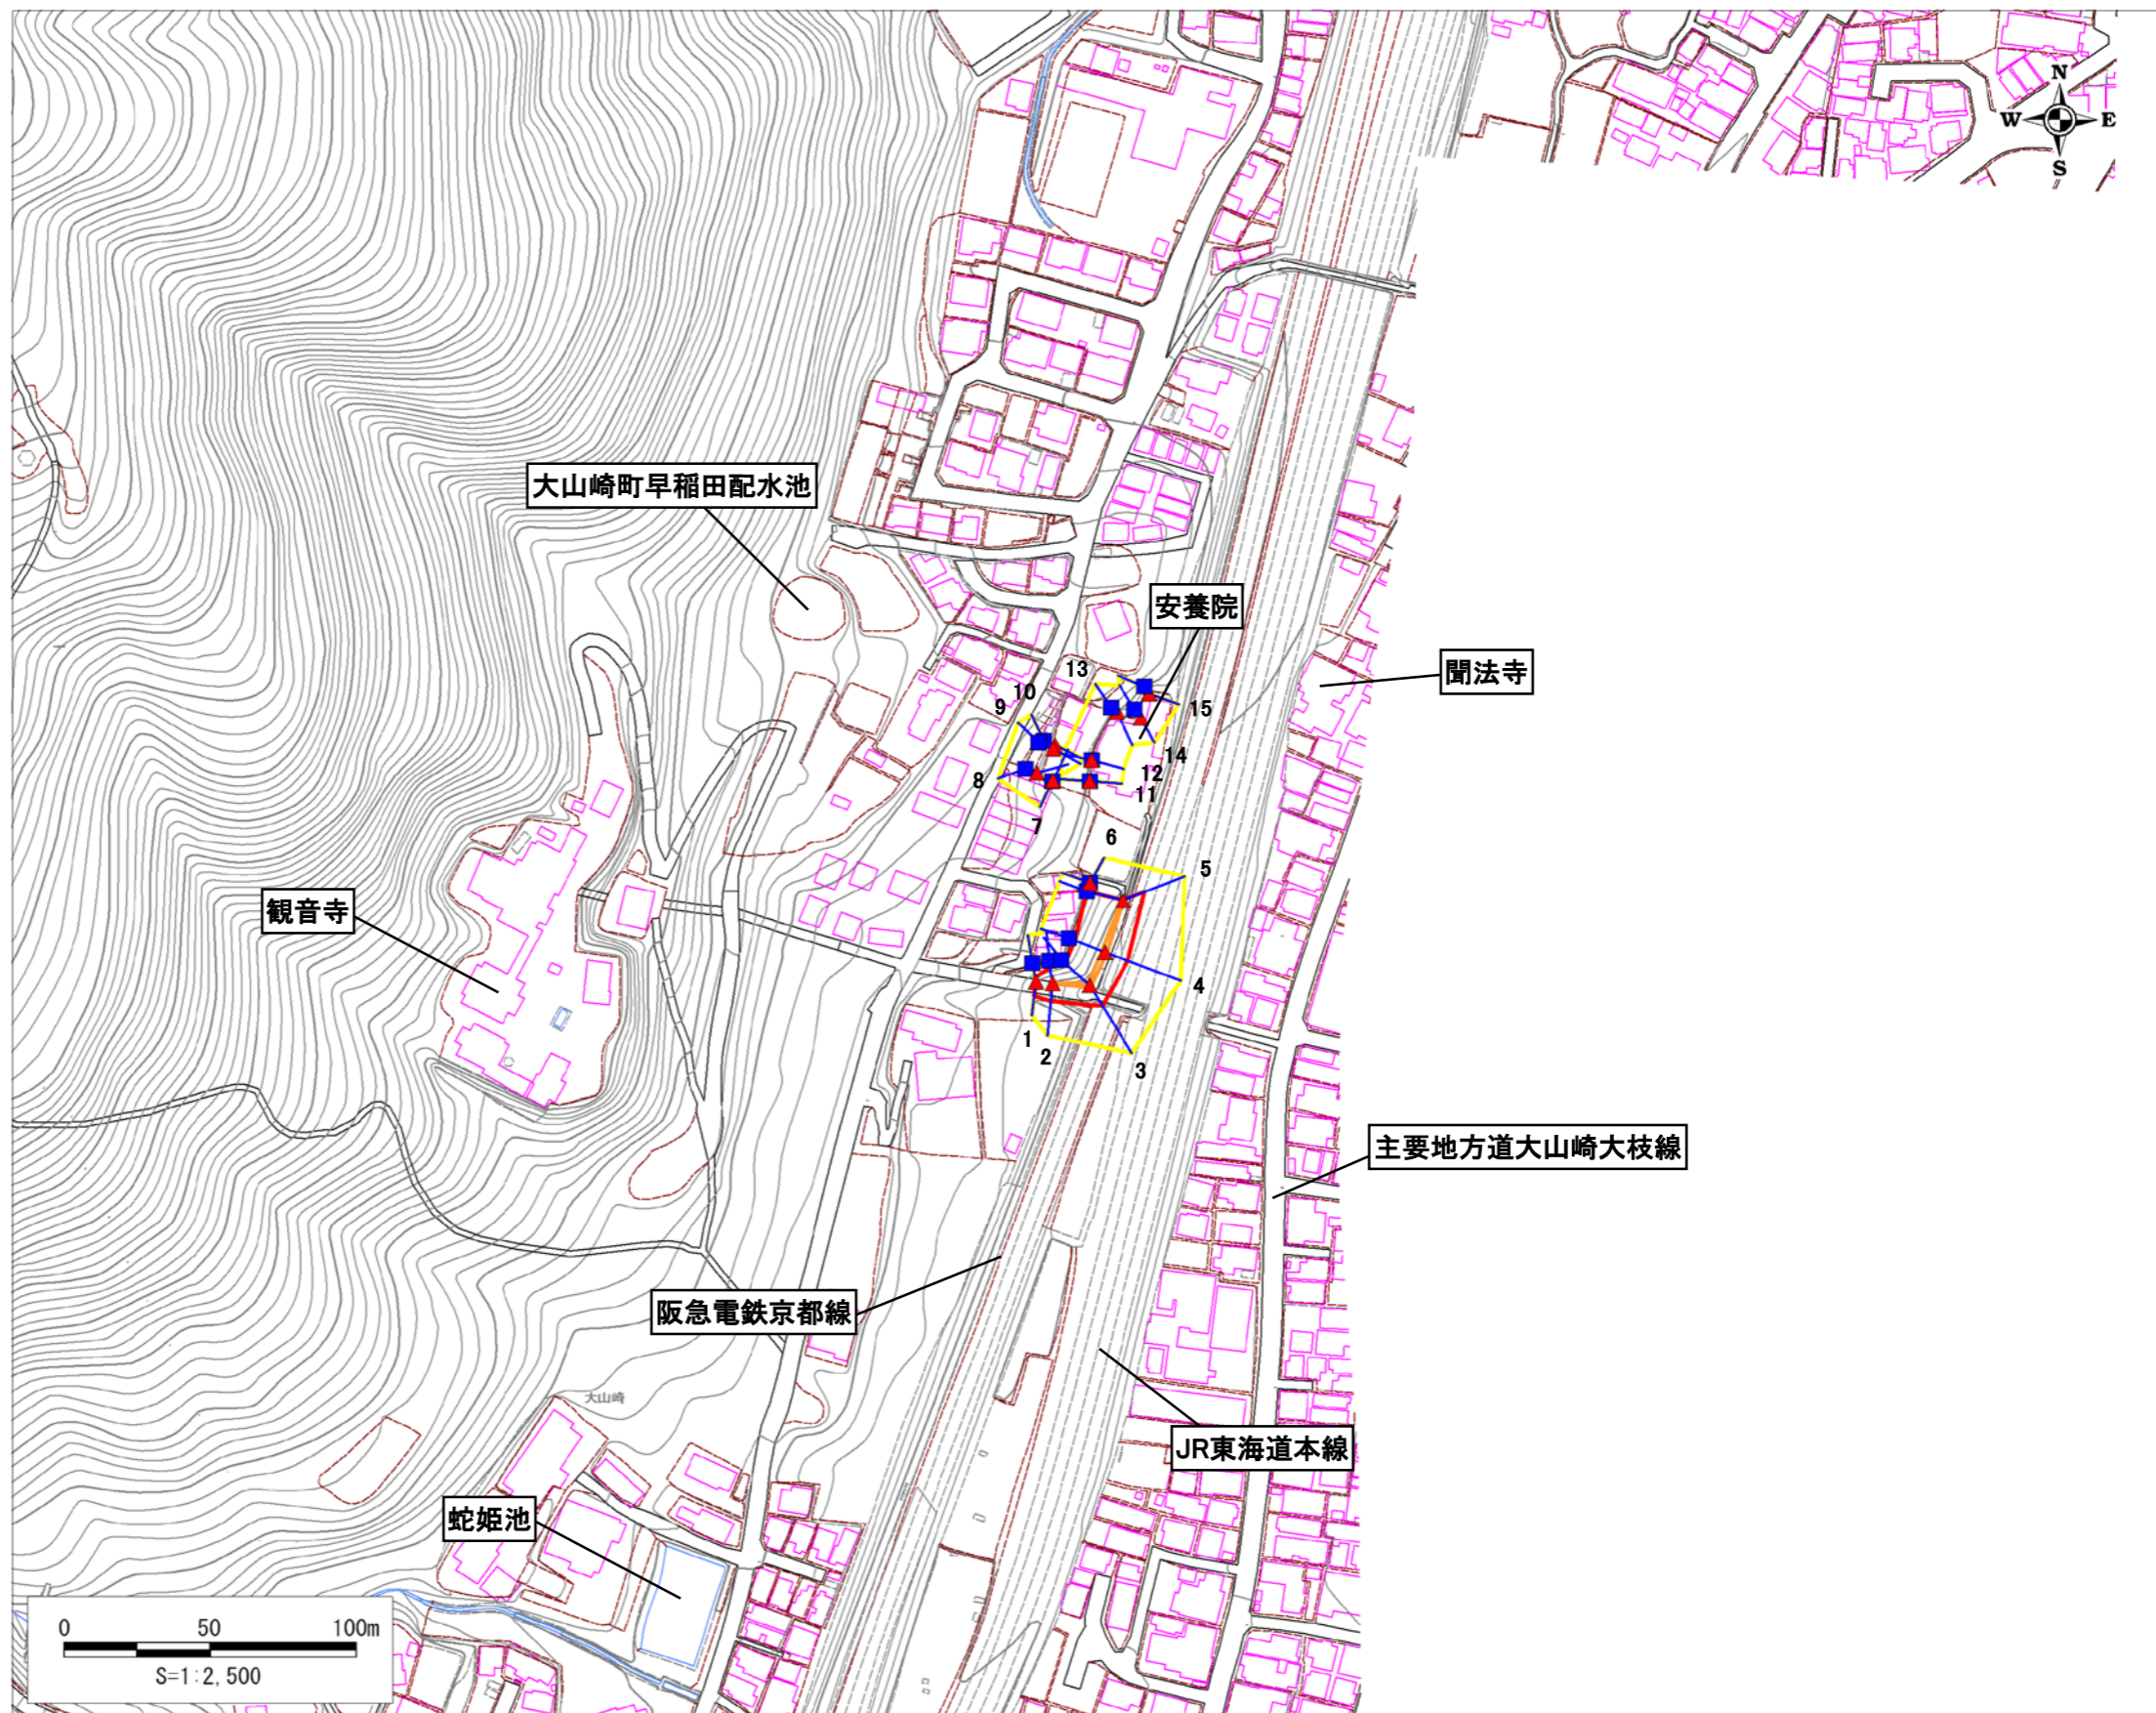 N
W E
S
大山崎町早稲田配水池
安養院
聞法寺
13
10
9
15
14
8
12
11
7
6
5
観音寺
4
1
2
3
主要地方道大山崎大枝線
阪急電鉄京都線
大山崎
JR東海道本線
蛇姫池
0 50 100m
S=1:2,500